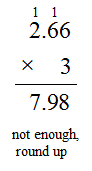 1 1
2.66
× 3
7.98
not enough,
round up